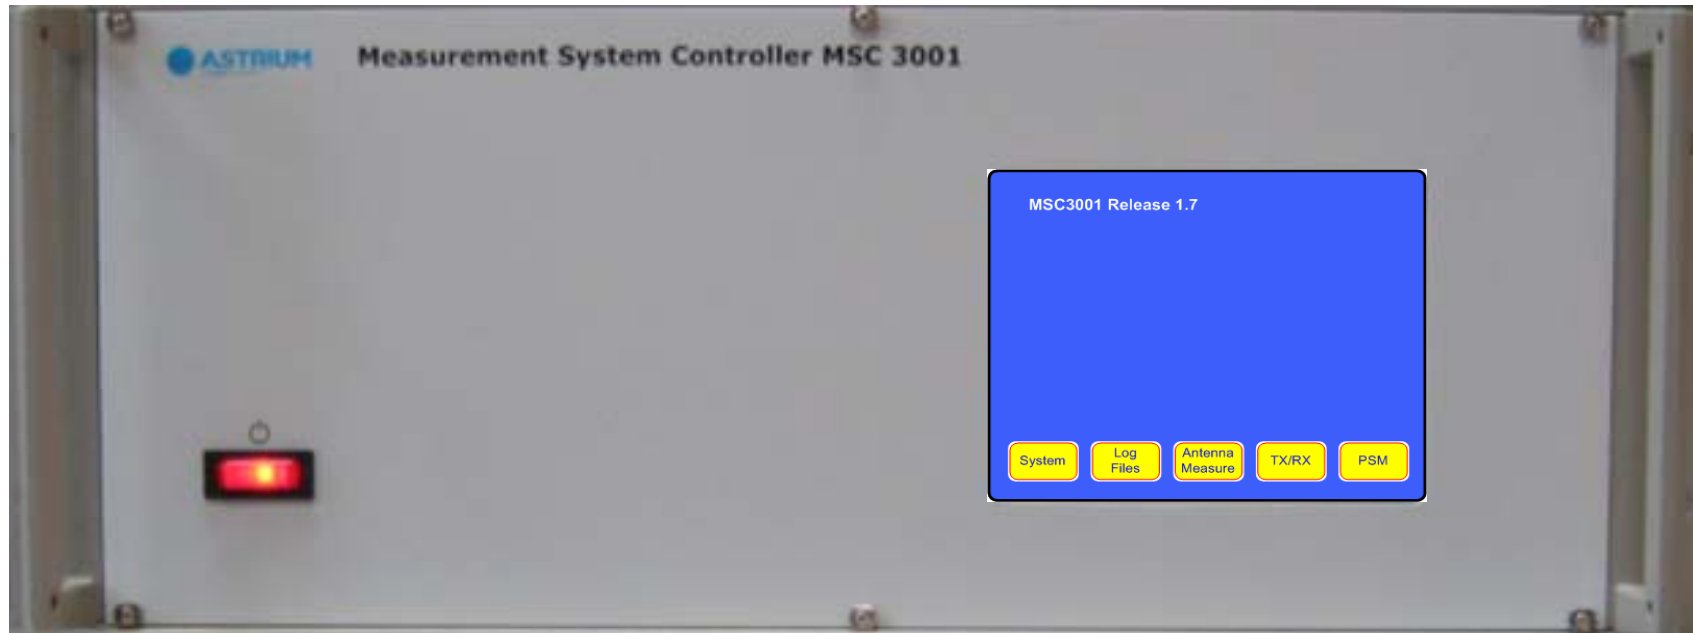 ASTRIUM
Measurement System Controller MSC 3001
MSC3001 Release 1.7
System
Log
Files
Antenna
Measure
TX/RX
PSM